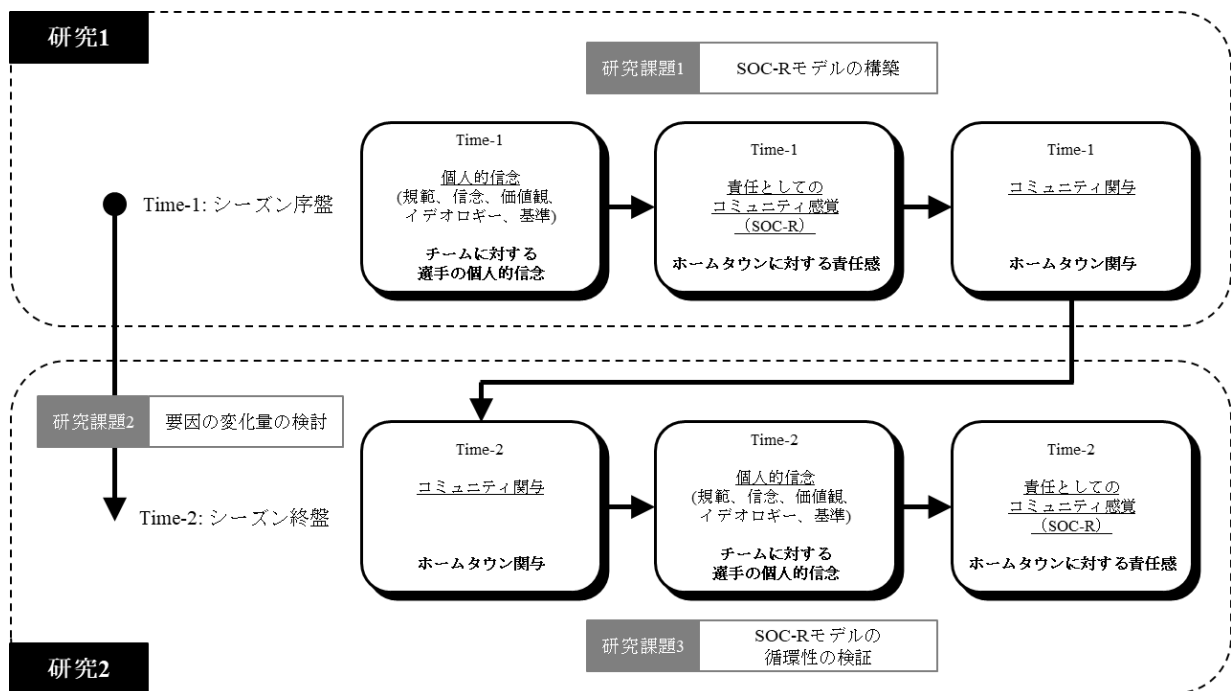 研究1
研究課題1
SOC-Rモデルの構築
Time-1: シーズン序盤
Time-1
個人的信念
(規範、信念、価値観、
イデオロギー、基準)
チームに対する
選手の個人的信念
Time-1
責任としての
コミュニティ感覚
（SOC-R）
ホームタウンに対する責任感
Time-1
コミュニティ関与
ホームタウン関与
研究課題2
要因の変化量の検討
Time-2: シーズン終盤
Time-2
コミュニティ関与
ホームタウン関与
Time-2
個人的信念
(規範、信念、価値観、
イデオロギー、基準)
チームに対する
選手の個人的信念
Time-2
責任としての
コミュニティ感覚
（SOC-R）
ホームタウンに対する責任感
研究課題3
SOC-Rモデルの
循環性の検証
研究2